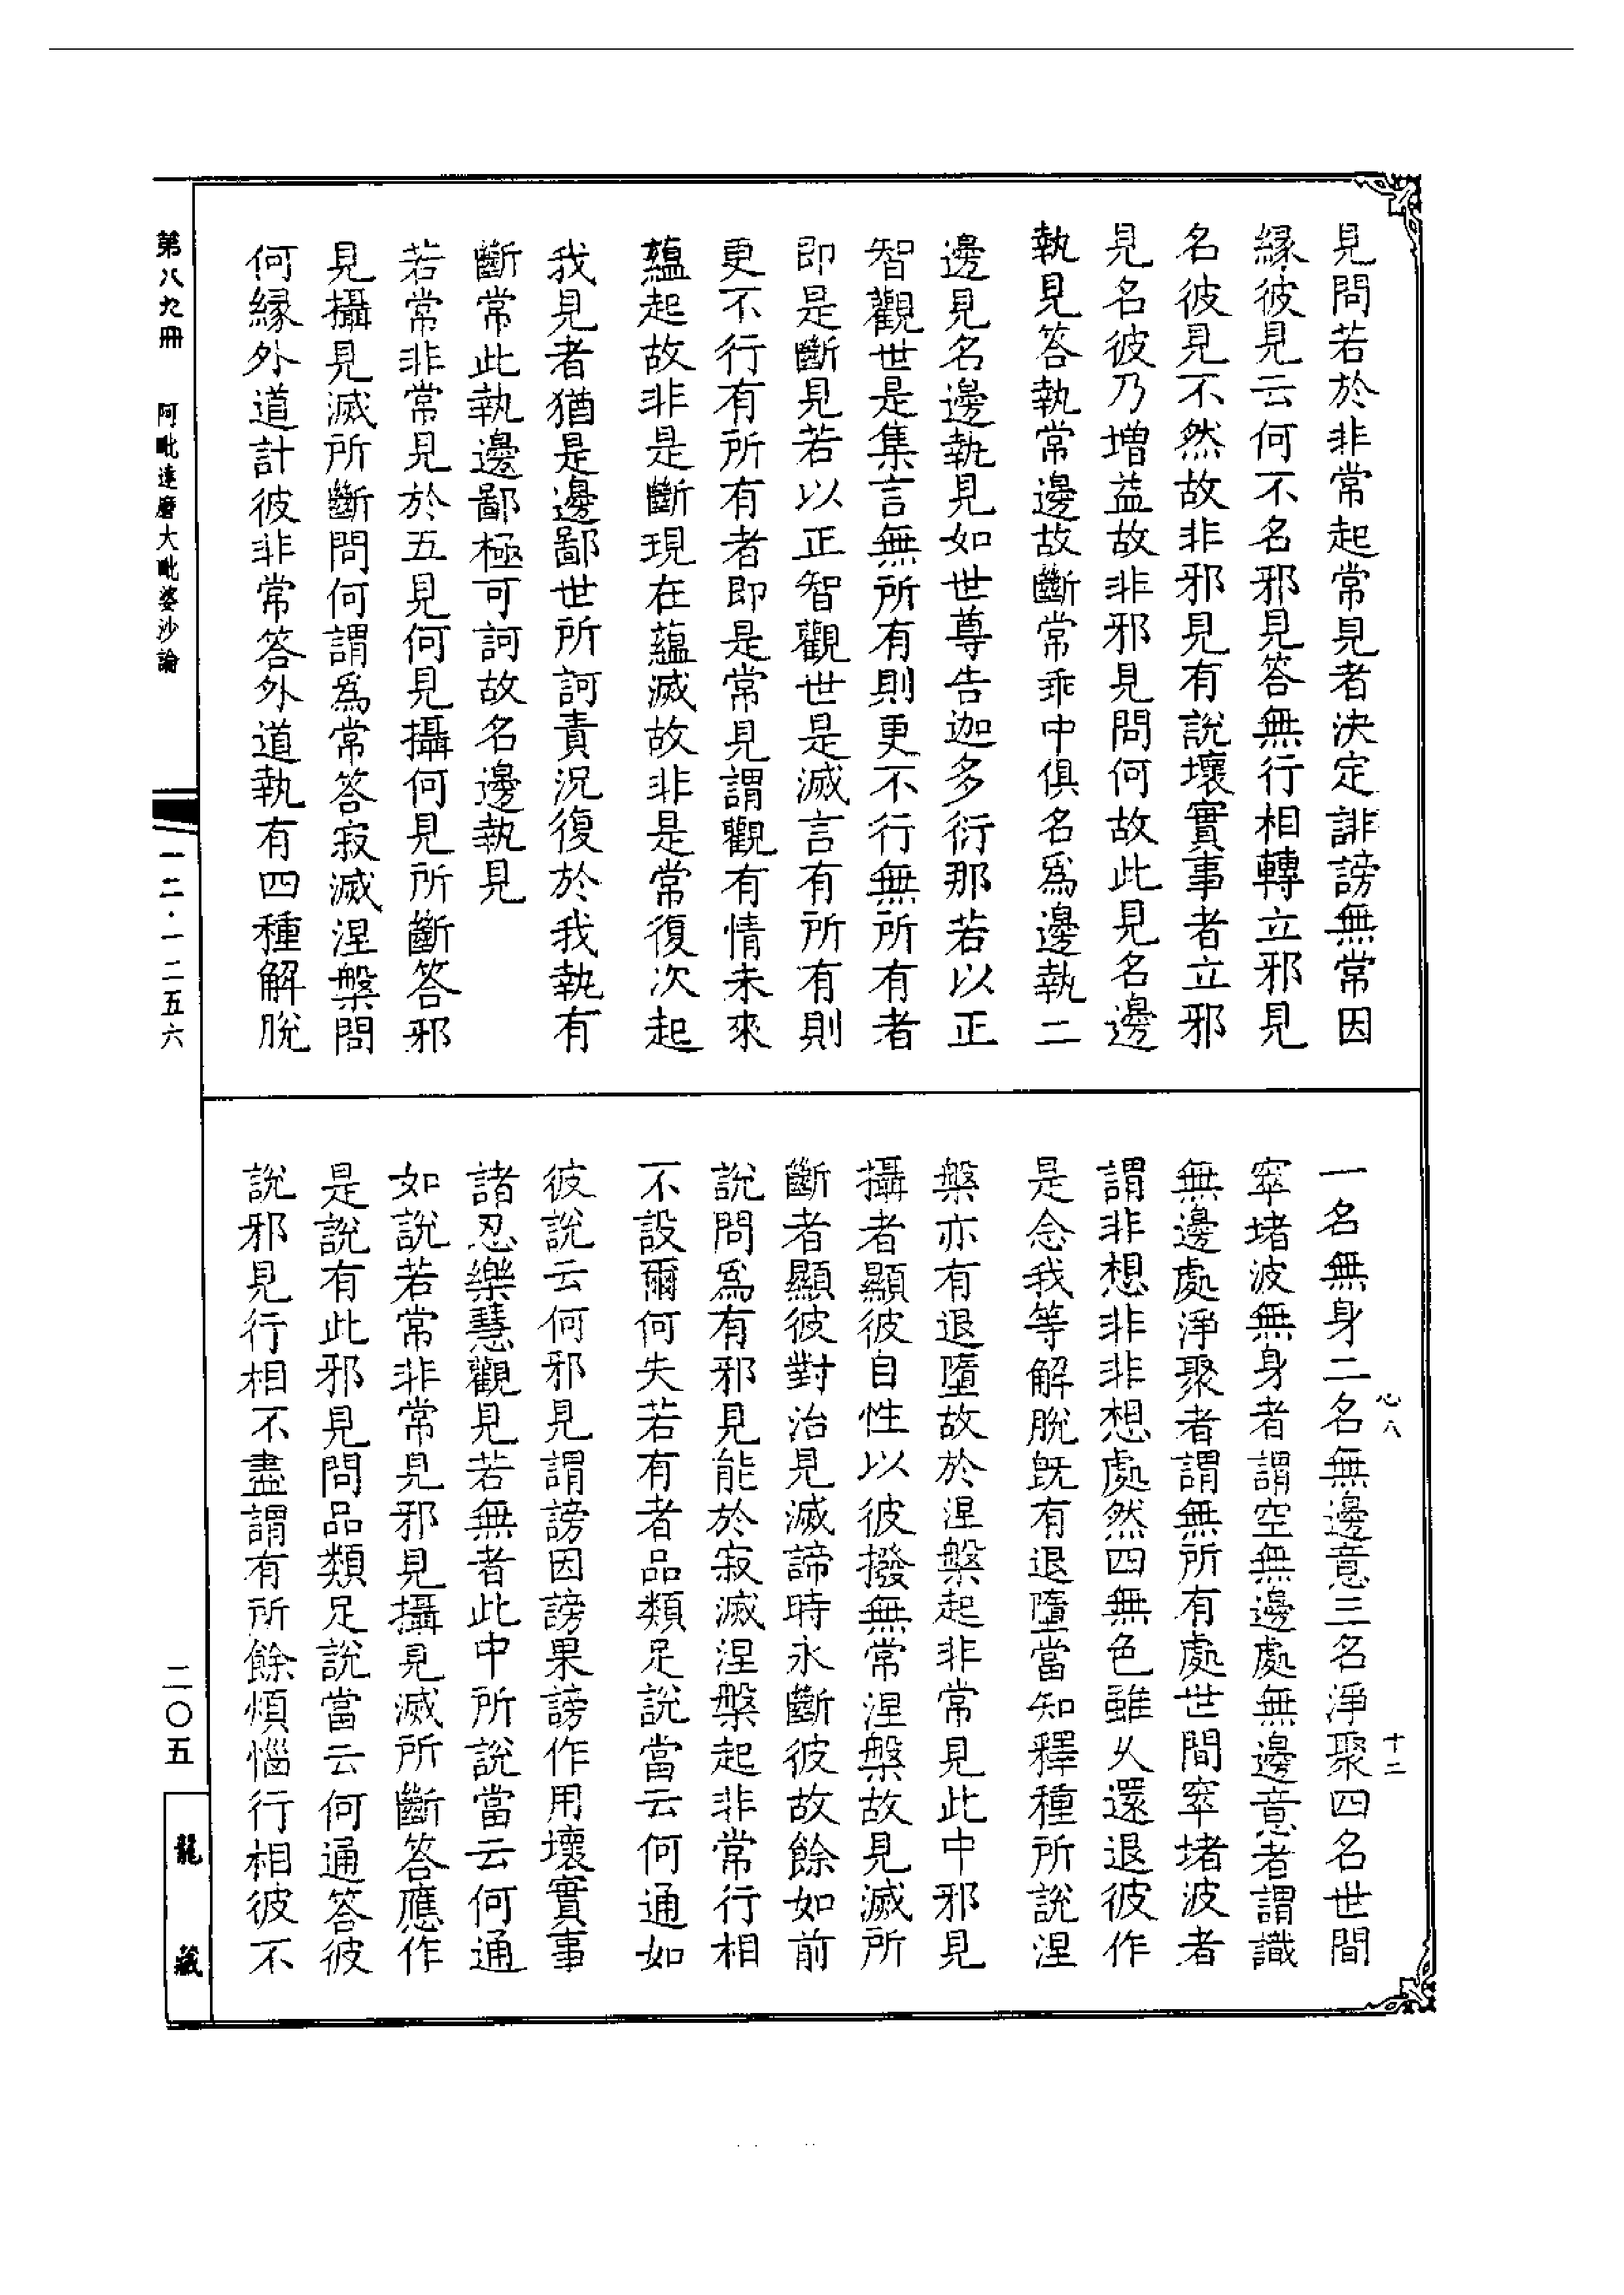 見問若於非常起常見者決定誹謗無常因
緣彼見云何不名邪見答無行相轉立邪見
名彼見不然故非邪見有說壞實事者立邪
見名彼乃增益故非邪見問何故此見名邊
執見答執常邊故斷常乖中俱名爲邊執二
邊見名邊執見如世尊告迦多衍那若以正
智觀世是集言無所有則更不行無所有者
即是斷見若以正智觀世是滅言有所有則
更不行有所有者即是常見謂觀有情未來
蘊起故非是斷現在蘊滅故非是常復次起
我見者猶是邊鄙世所訶責況復於我執有
斷常此執邊鄙極可訶故名邊執見
若常非常見於五見何見攝何見所斷答邪
見攝見滅所斷問何謂爲常答寂滅涅槃問
何緣外道計彼非常答外道執有四種解脫
一名無身二名無邊意三名淨聚四名世間
窣堵波無身者謂空無邊處無邊意者謂識
無邊處淨聚者謂無所有處世間窣堵波者
謂非想非非想處然四無色雖久還退彼作
是念我等解脫既有退墮當知釋種所說涅
槃亦有退墮故於涅槃起非常見此中邪見
攝者顯彼自性以彼撥無常涅槃故見滅所
斷者顯彼對治見滅諦時永斷彼故餘如前
說問爲有邪見能於寂滅涅槃起非常行相
不設爾何失若有者品類足說當云何通如
彼說云何邪見謂謗因謗果謗作用壞實事
諸忍樂慧觀見若無者此中所說當云何通
如說若常非常見邪見攝見滅所斷答應作
是說有此邪見問品類足說當云何通答彼
說邪見行相不盡謂有所餘煩惱行相彼不
心八
十二
第八九冊 阿毗達磨大毗婆沙論
一二·一二五六
二〇五
龍藏